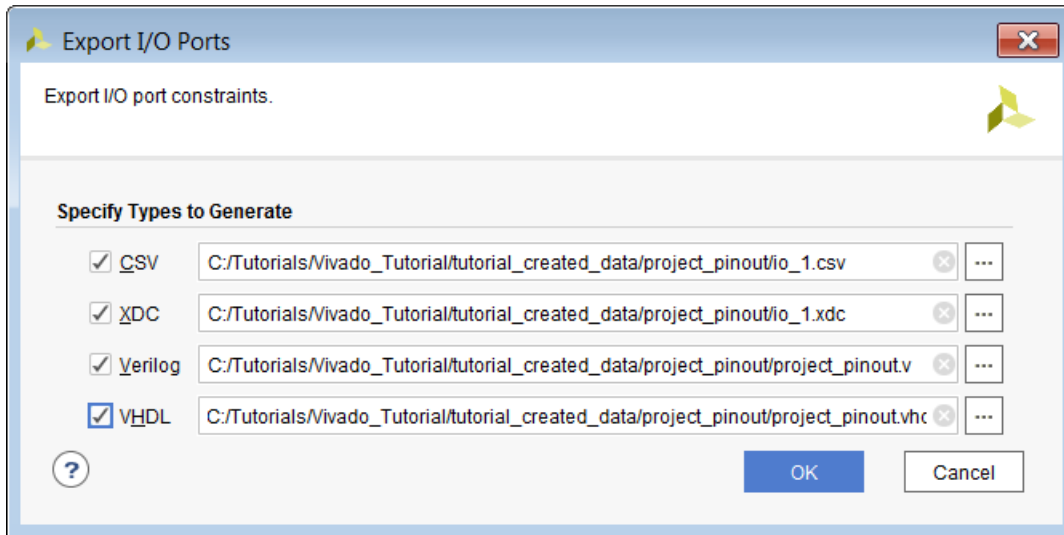 Export I/O Ports
Export I/O port constraints.
Specify Types to Generate
CSV C:/Tutorials/Vivado_Tutorial/tutorial_created_data/project_pinout/io_1.csv ...
XDC C:/Tutorials/Vivado_Tutorial/tutorial_created_data/project_pinout/io_1.xdc ...
Verilog C:/Tutorials/Vivado_Tutorial/tutorial_created_data/project_pinout/project_pinout.v ...
VHDL C:/Tutorials/Vivado_Tutorial/tutorial_created_data/project_pinout/project_pinout.vhd ...
? OK Cancel